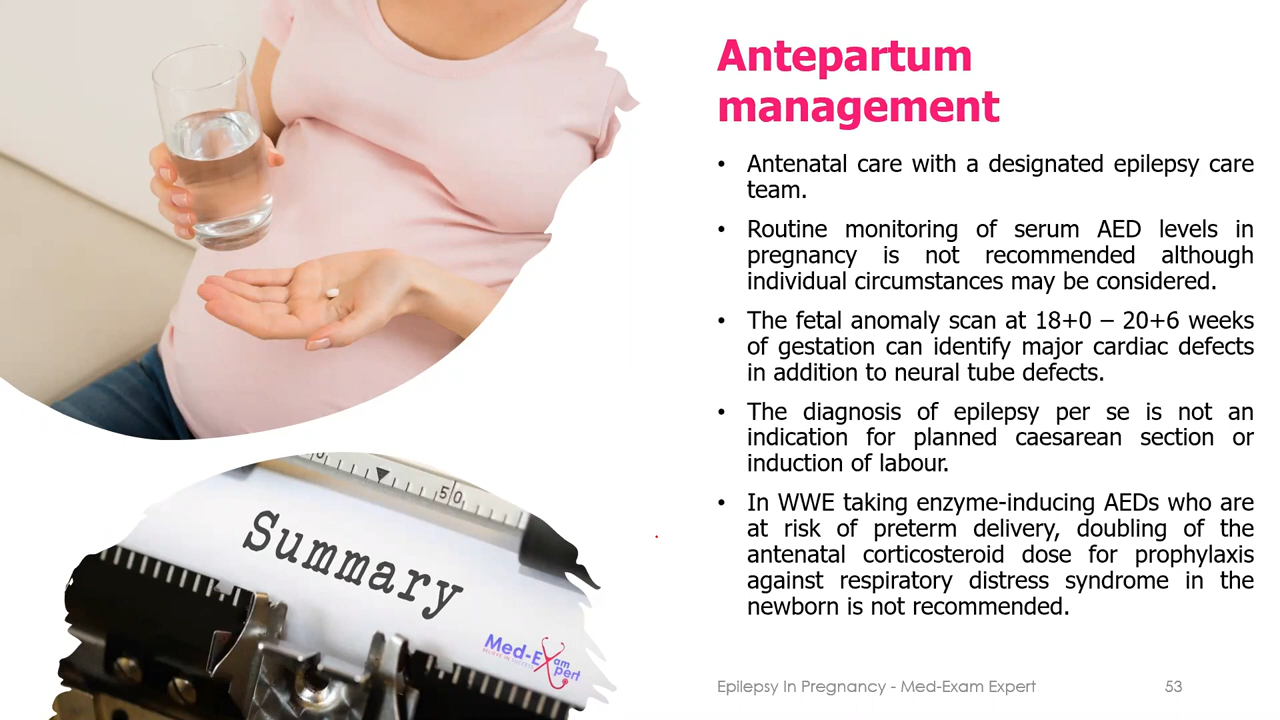 Antepartum
management
• Antenatal care with a designated epilepsy care
team.
• Routine monitoring of serum AED levels in
pregnancy is not recommended although
individual circumstances may be considered.
• The fetal anomaly scan at 18+0 – 20+6 weeks
of gestation can identify major cardiac defects
in addition to neural tube defects.
• The diagnosis of epilepsy per se is not an
indication for planned caesarean section or
induction of labour.
• In WWE taking enzyme-inducing AEDs who are
at risk of preterm delivery, doubling of the
antenatal corticosteroid dose for prophylaxis
against respiratory distress syndrome in the
newborn is not recommended.
50
Summary
Med-Exam Expert
BELIEVE IN SUCCESS
Epilepsy In Pregnancy - Med-Exam Expert
53